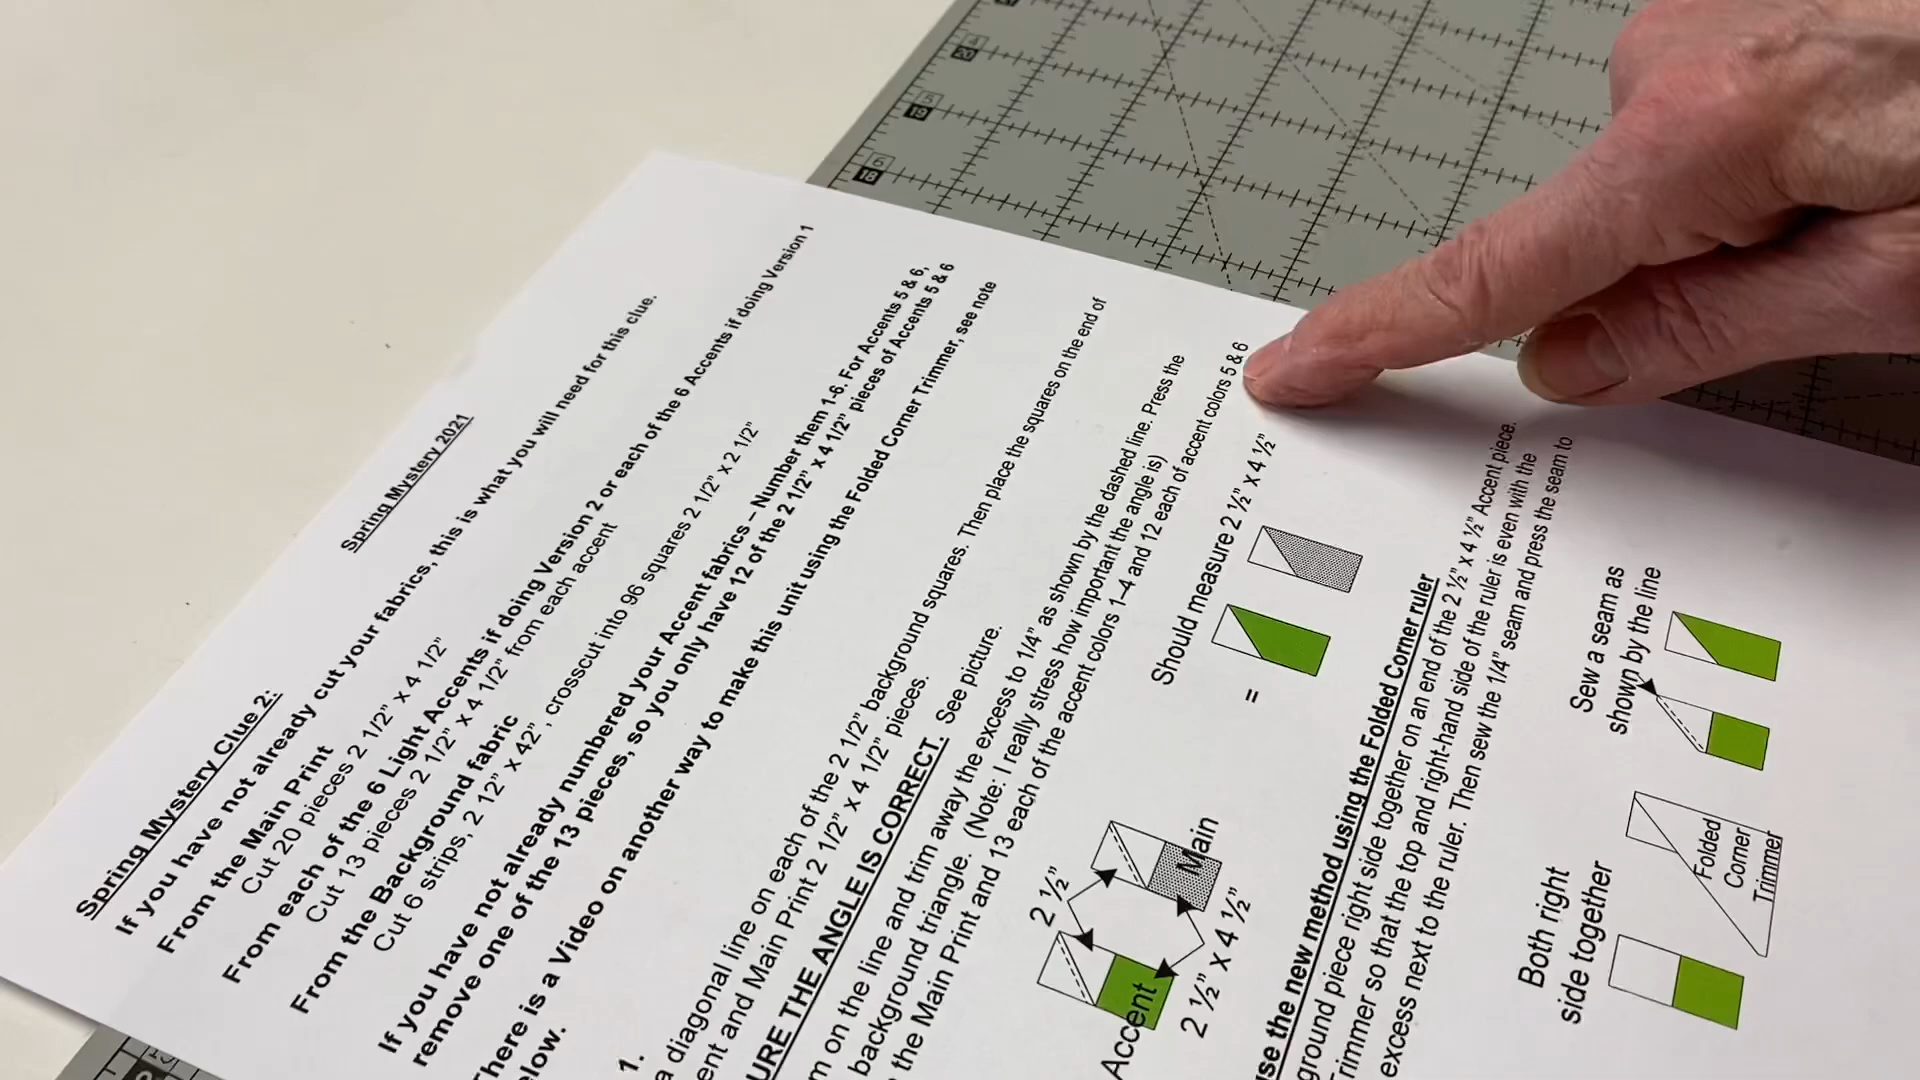 Spring Mystery 2021
Spring Mystery Clue 2:
If you have not already cut your fabrics, this is what you will need for this clue.
From the Main Print
Cut 20 pieces 2 1/2” x 4 1/2”
From each of the 6 Light Accents if doing Version 2 or each of the 6 Accents if doing Version 1
Cut 13 pieces 2 1/2” x 4 1/2” from each accent
From the Background fabric
Cut 6 strips, 2 12” x 42”, crosscut into 96 squares 2 1/2” x 2 1/2”
If you have not already numbered your Accent fabrics – Number them 1-6. For Accents 5 & 6,
remove one of the 13 pieces, so you only have 12 of the 2 1/2” x 4 1/2” pieces of Accents 5 & 6
There is a Video on another way to make this unit using the Folded Corner Trimmer, see note
elow.
1.
a diagonal line on each of the 2 1/2” background squares. Then place the squares on the end of
ent and Main Print 2 1/2” x 4 1/2” pieces.
URE THE ANGLE IS CORRECT. See picture.
m on the line and trim away the excess to 1/4” as shown by the dashed line. Press the
background triangle. (Note: I really stress how important the angle is)
the Main Print and 13 each of the accent colors 1–4 and 12 each of accent colors 5 & 6
2 ½”
Accent
Main
2 ½” x 4 ½”
=
Should measure 2 ½” x 4 ½”
use the new method using the Folded Corner ruler
ground piece right side together on an end of the 2 ½” x 4 ½” Accent piece.
Trimmer so that the top and right-hand side of the ruler is even with the
excess next to the ruler. Then sew the 1/4” seam and press the seam to
Both right
side together
Folded
Corner
Trimmer
Sew a seam as
shown by the line
4
20
5
19
6
18